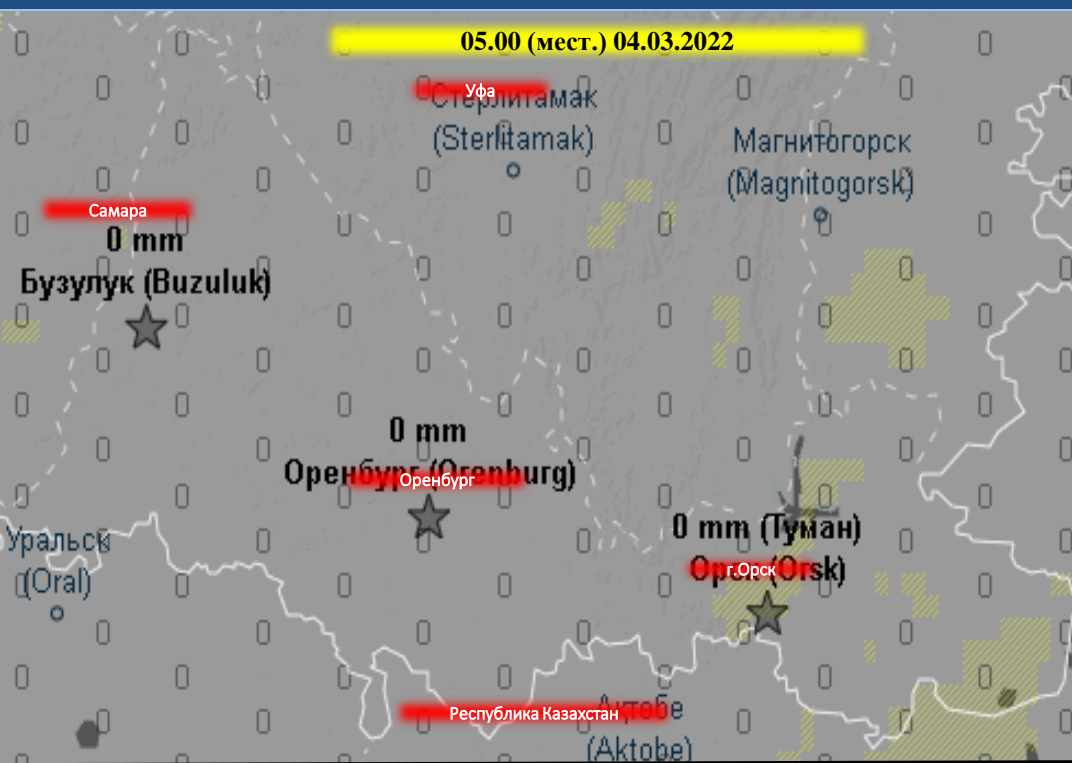 05.00 (мест.) 04.03.2022
Уфа
Стерлитамак
(Sterlitamak)
Магнитогорск
(Magnitogorsk)
Самара
0 mm
Бузулук (Buzuluk)
0 mm
Оренбург (Orenburg)
Оренбург
Уральск
(Oral)
0 mm (Туман)
Орск (Orsk)
г.Орск
Республика Казахстан
Актобе
(Aktobe)